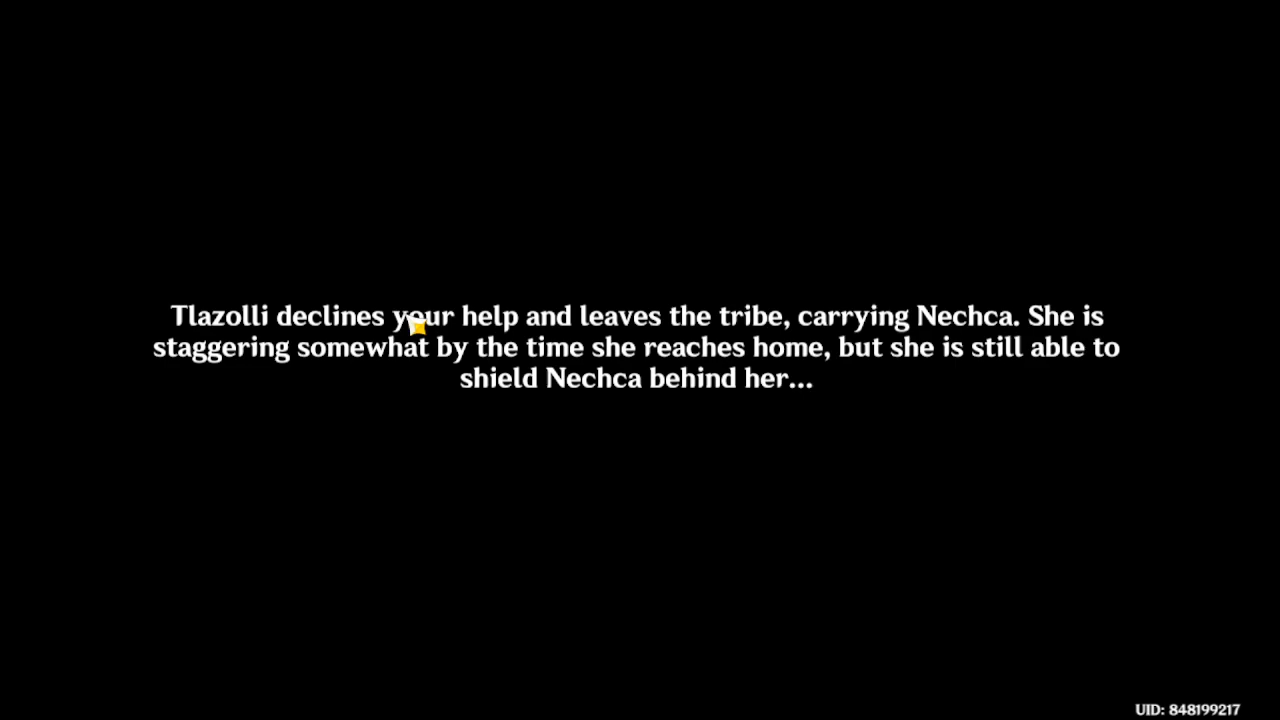 Tlazolli declines your help and leaves the tribe, carrying Nechca. She is
staggering somewhat by the time she reaches home, but she is still able to
shield Nechca behind her...
UID: 848199217